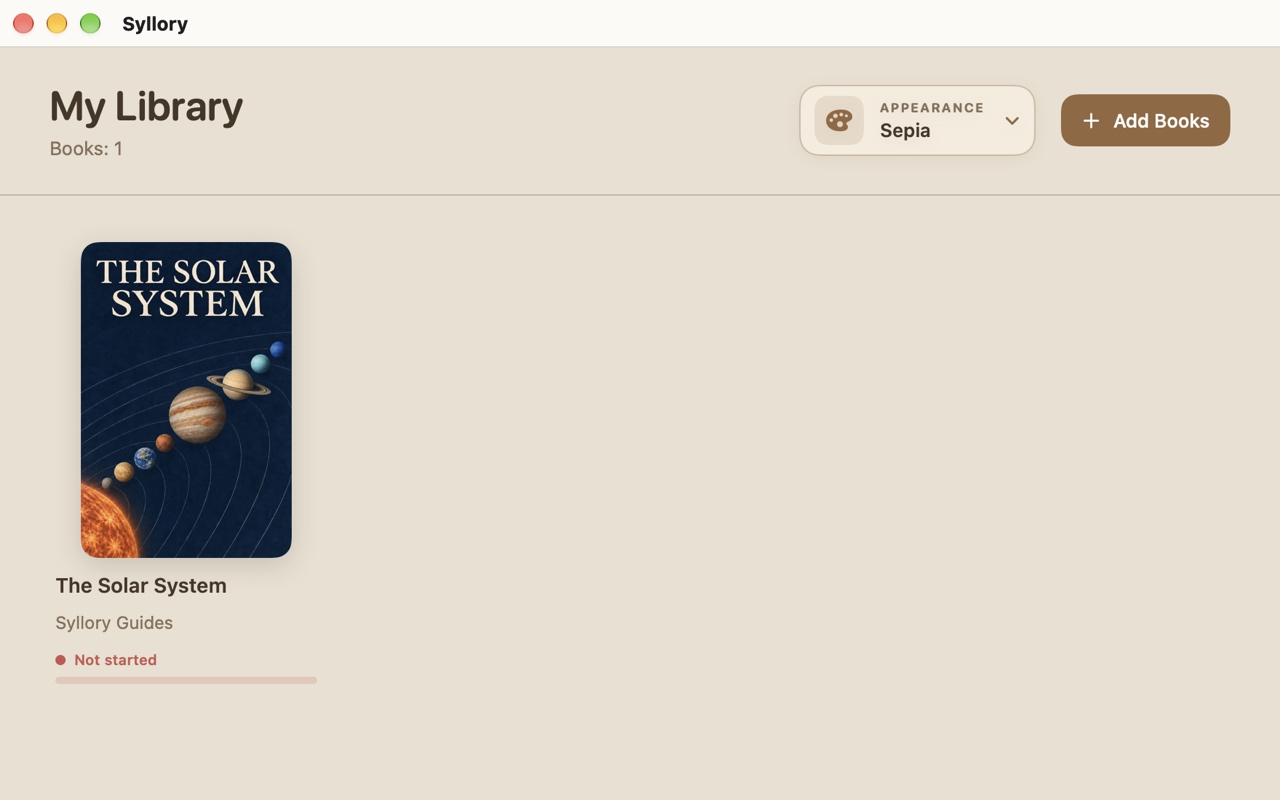 Syllory
My Library
Books: 1
APPEARANCE
Sepia
Add Books
THE SOLAR
SYSTEM
The Solar System
Syllory Guides
Not started